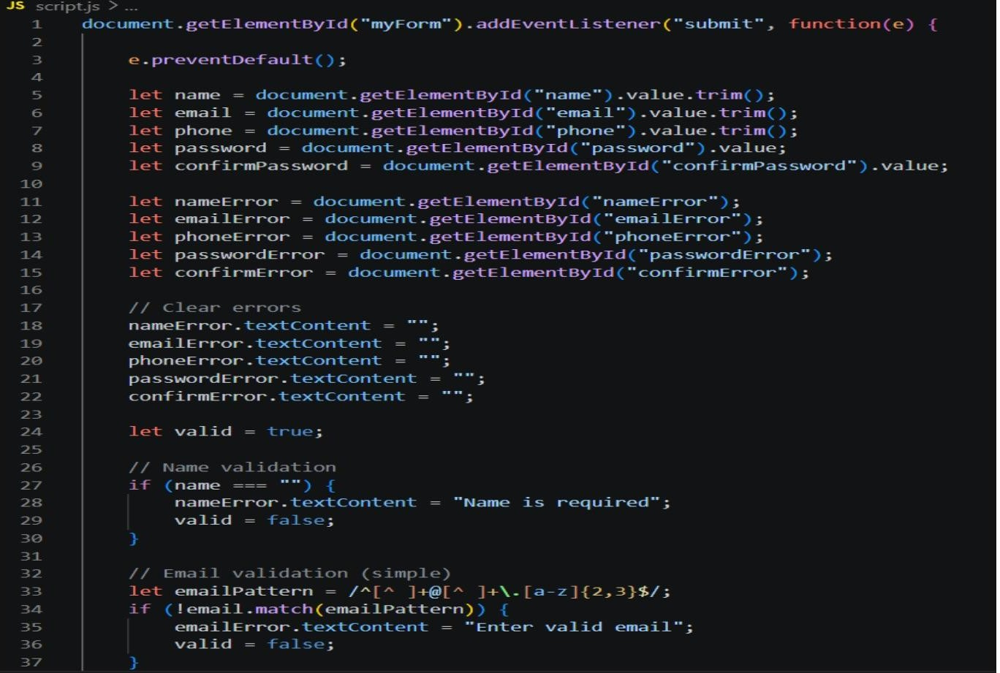 JS script.js > ...
1 document.getElementById("myForm").addEventListener("submit", function(e) {
2
3     e.preventDefault();
4
5     let name = document.getElementById("name").value.trim();
6     let email = document.getElementById("email").value.trim();
7     let phone = document.getElementById("phone").value.trim();
8     let password = document.getElementById("password").value;
9     let confirmPassword = document.getElementById("confirmPassword").value;
10
11     let nameError = document.getElementById("nameError");
12     let emailError = document.getElementById("emailError");
13     let phoneError = document.getElementById("phoneError");
14     let passwordError = document.getElementById("passwordError");
15     let confirmError = document.getElementById("confirmError");
16
17     // Clear errors
18     nameError.textContent = "";
19     emailError.textContent = "";
20     phoneError.textContent = "";
21     passwordError.textContent = "";
22     confirmError.textContent = "";
23
24     let valid = true;
25
26     // Name validation
27     if (name === "") {
28         nameError.textContent = "Name is required";
29         valid = false;
30     }
31
32     // Email validation (simple)
33     let emailPattern = /^[^ ]+@[^ ]+\.[a-z]{2,3}$/;
34     if (!email.match(emailPattern)) {
35         emailError.textContent = "Enter valid email";
36         valid = false;
37     }